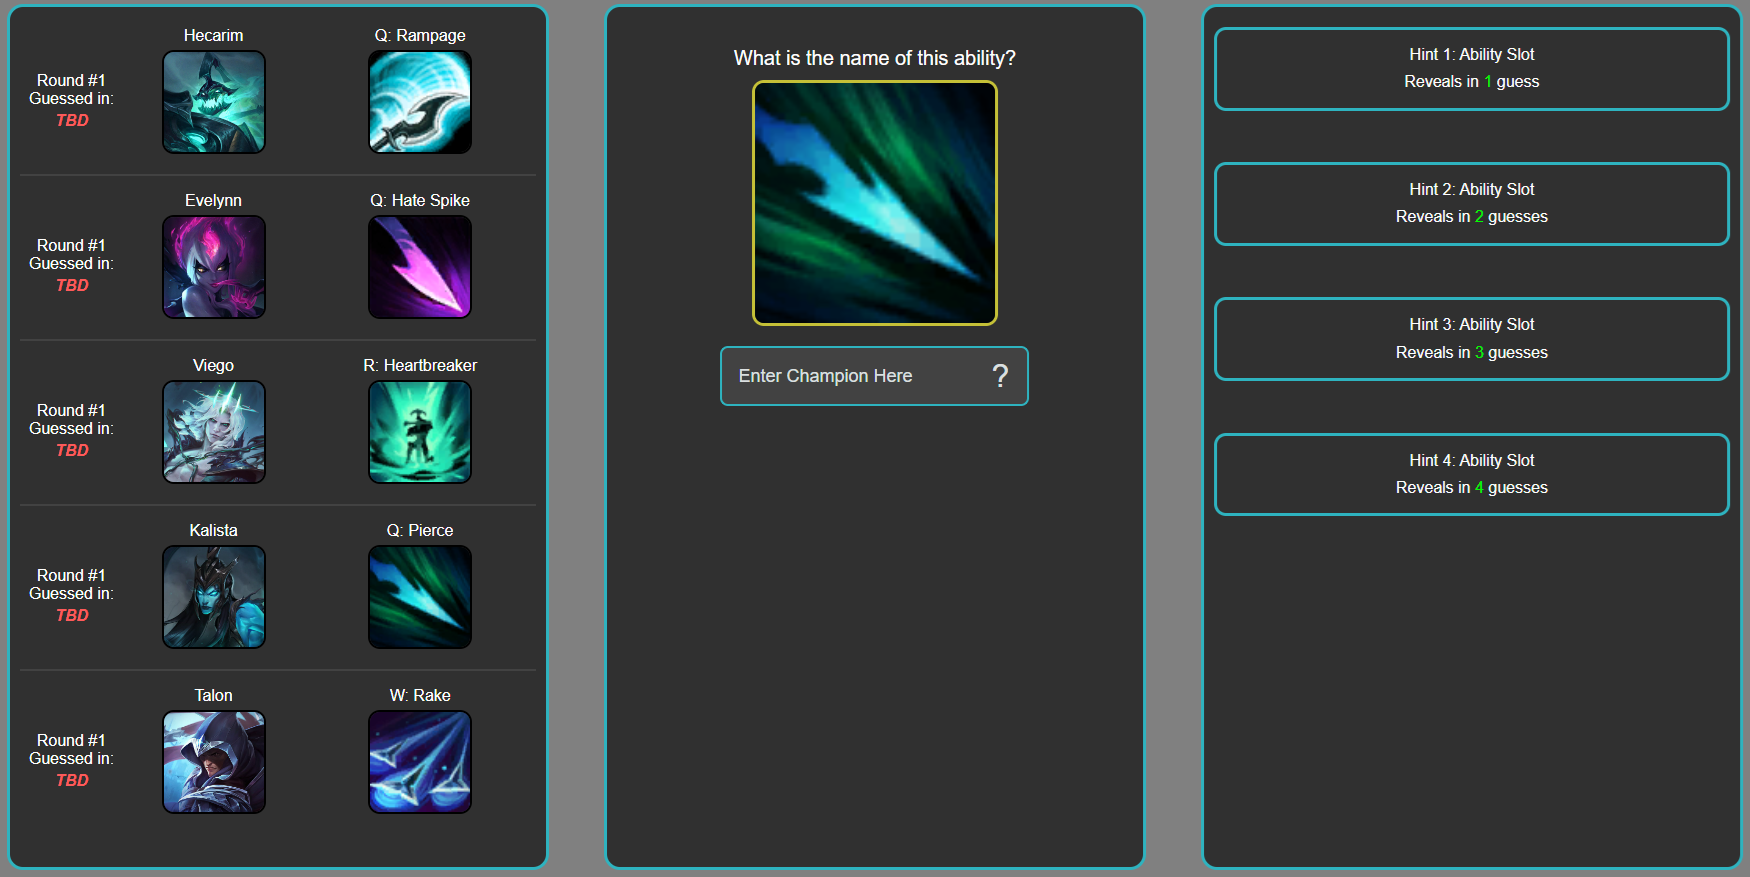 Hecarim
Q: Rampage
Round #1
Guessed in:
TBD
Evelynn
Q: Hate Spike
Round #1
Guessed in:
TBD
Viego
R: Heartbreaker
Round #1
Guessed in:
TBD
Kalista
Q: Pierce
Round #1
Guessed in:
TBD
Talon
W: Rake
Round #1
Guessed in:
TBD
What is the name of this ability?
Enter Champion Here ?
Hint 1: Ability Slot
Reveals in 1 guess
Hint 2: Ability Slot
Reveals in 2 guesses
Hint 3: Ability Slot
Reveals in 3 guesses
Hint 4: Ability Slot
Reveals in 4 guesses